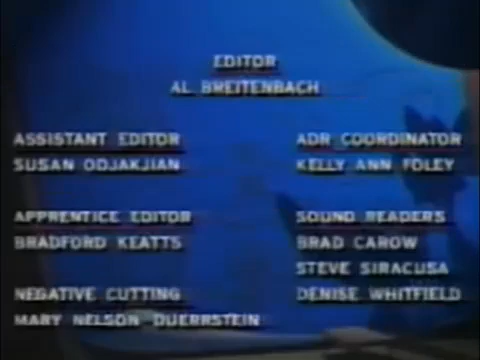 EDITOR
AL BREITENBACH
ASSISTANT EDITOR
SUSAN ODJAKJIAN
ADR COORDINATOR
KELLY ANN FOLEY
APPRENTICE EDITOR
BRADFORD KEATTS
SOUND READERS
BRAD CAROW
STEVE SIRACUSA
DENISE WHITFIELD
NEGATIVE CUTTING
MARY NELSON DUERRSTEIN